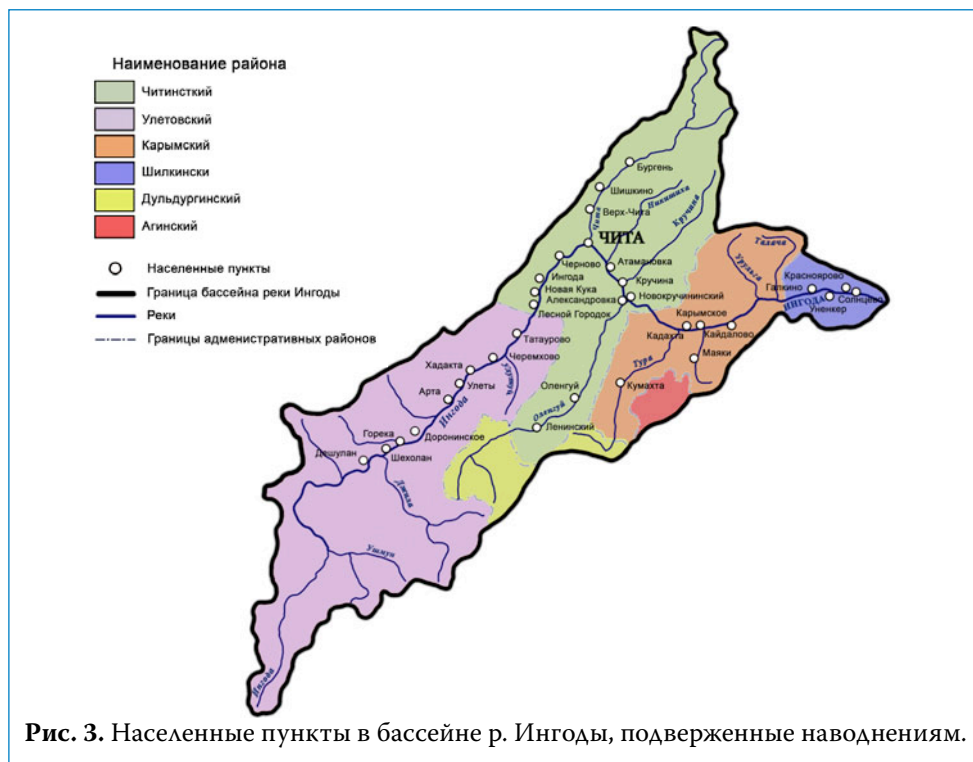 Наименование района
Читинсткий
Улетовский
Карымский
Шилкински
Дульдургинский
Агинский
Населенные пункты
Граница бассейна реки Ингоды
Реки
Границы административных районов
Бургень
Шишкино
Никишиха
Верх-Чита
Чита
Кручина
ЧИТА
Черново
Атамановка
Ингода
Кручина
Новая Кука
Александровка
Новокручининский
Лесной Городок
Талача
Урульга
Красноярово
Галкино
ИНГОДА
Солнцево
Уненкер
Карымское
Кадахта
Кайдалово
Татаурово
Маяки
Тура
Черемхово
Хадакта
Улеты
Кумахта
Арта
Ингода
Оленгуй
Оленгуй
Ленинский
Горека
Доронинское
Дешулан
Шехолан
Джила
Ушмун
Ингода
Рис. 3. Населенные пункты в бассейне р. Ингоды, подверженные наводнениям.